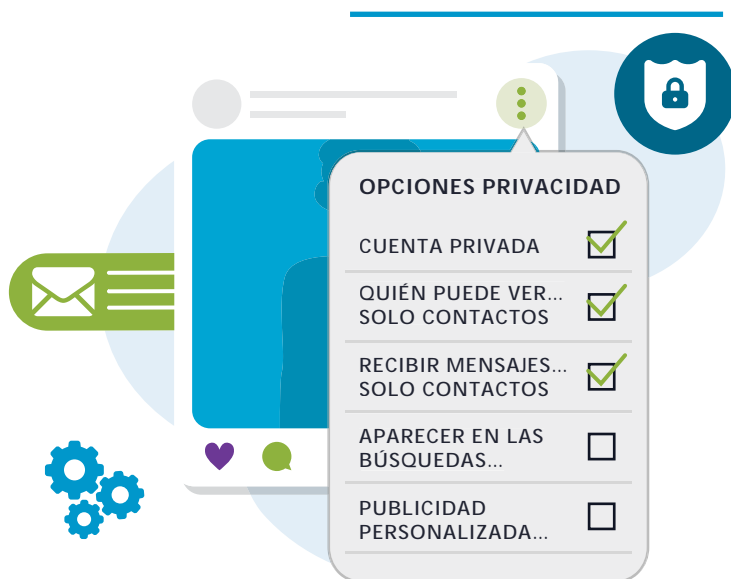 OPCIONES PRIVACIDAD
CUENTA PRIVADA
QUIÉN PUEDE VER...
SOLO CONTACTOS
RECIBIR MENSAJES...
SOLO CONTACTOS
APARECER EN LAS
BÚSQUEDAS...
PUBLICIDAD
PERSONALIZADA...